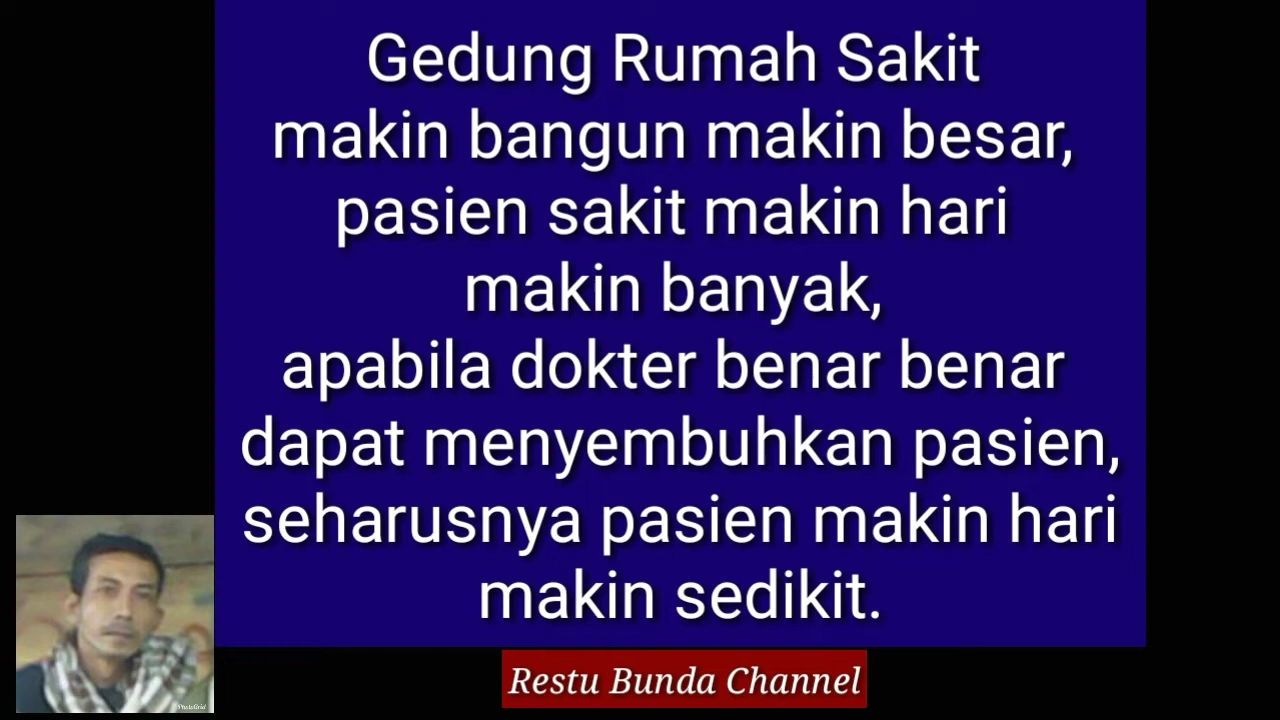 Gedung Rumah Sakit
makin bangun makin besar,
pasien sakit makin hari
makin banyak,
apabila dokter benar benar
dapat menyembuhkan pasien,
seharusnya pasien makin hari
makin sedikit.
PhotoGrid
Restu Bunda Channel